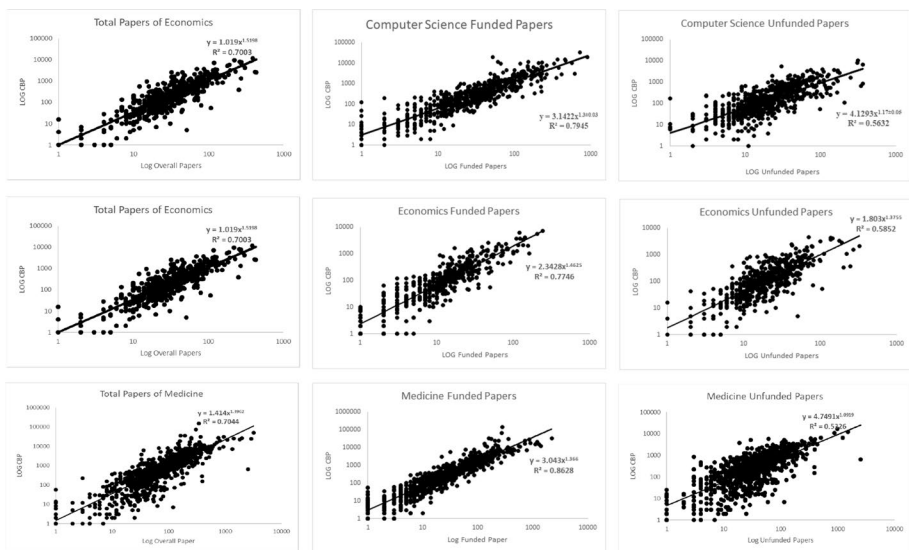 Total Papers of Economics
y = 1.019x^1.5398
R² = 0.7003
LOG CBP
100000
10000
1000
100
10
1
1
10
100
1000
Log Overall Papers
Computer Science Funded Papers
LOG CBP
100000
10000
1000
100
10
1
y = 3.1422x
R² = 0.7945
1
10
100
1000
LOG Funded Papers
Computer Science Unfunded Papers
LOG CBP
100000
10000
1000
100
10
1
y = 4.1293x
R² = 0.5632
1
10
100
1000
LOG Unfunded Papers
Total Papers of Economics
y = 1.019x^1.5398
R² = 0.7003
LOG CBP
100000
10000
1000
100
10
1
1
10
100
1000
Log Overall Papers
Economics Funded Papers
LOG CBP
10000
1000
100
10
1
y = 2.3428x
R² = 0.7746
1
10
100
1000
LOG Funded Papers
Economics Unfunded Papers
y = 1.803x
R² = 0.5852
LOG CBP
10000
1000
100
10
1
1
10
100
1000
LOG Unfunded Papers
Total Papers of Medicine
y = 1.414x
R² = 0.7044
LOG CBP
1000000
100000
10000
1000
100
10
1
1
10
100
1000
10000
Log Overall Paper
Medicine Funded Papers
LOG CBP
1000000
100000
10000
1000
100
10
1
y = 3.043x^1.366
R² = 0.8628
1
10
100
1000
10000
Log Funded Paper
Medicine Unfunded Papers
y = 4.7491x
LOG CBP
100000
10000
1000
100
10
1
1
10
100
1000
10000
Log Unfunded Papers